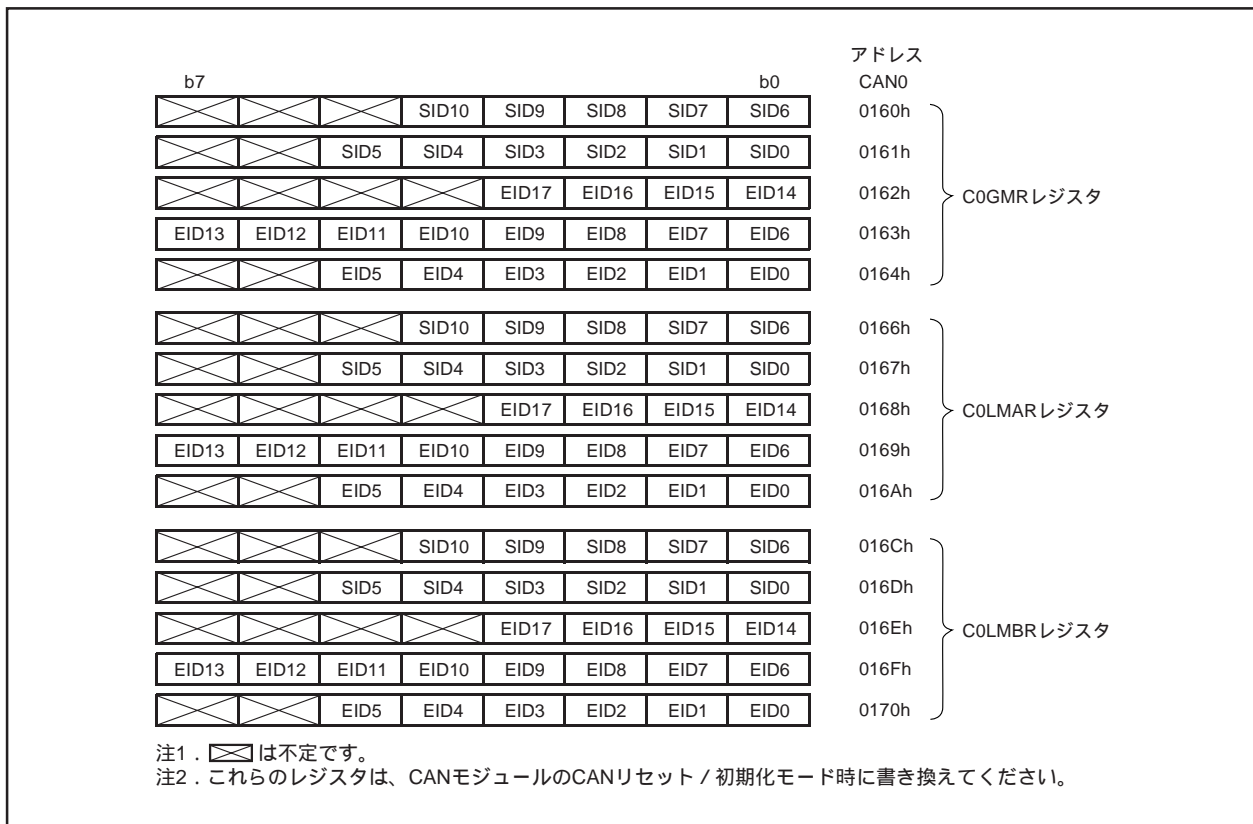 アドレス
b7 b0 CAN0
SID10 SID9 SID8 SID7 SID6 0160h
SID5 SID4 SID3 SID2 SID1 SID0 0161h
EID17 EID16 EID15 EID14 0162h C0GMRレジスタ
EID13 EID12 EID11 EID10 EID9 EID8 EID7 EID6 0163h
EID5 EID4 EID3 EID2 EID1 EID0 0164h
SID10 SID9 SID8 SID7 SID6 0166h
SID5 SID4 SID3 SID2 SID1 SID0 0167h
EID17 EID16 EID15 EID14 0168h C0LMARレジスタ
EID13 EID12 EID11 EID10 EID9 EID8 EID7 EID6 0169h
EID5 EID4 EID3 EID2 EID1 EID0 016Ah
SID10 SID9 SID8 SID7 SID6 016Ch
SID5 SID4 SID3 SID2 SID1 SID0 016Dh
EID17 EID16 EID15 EID14 016Eh C0LMBRレジスタ
EID13 EID12 EID11 EID10 EID9 EID8 EID7 EID6 016Fh
EID5 EID4 EID3 EID2 EID1 EID0 0170h
注1．は不定です。
注2．これらのレジスタは、CANモジュールのCANリセット / 初期化モード時に書き換えてください。